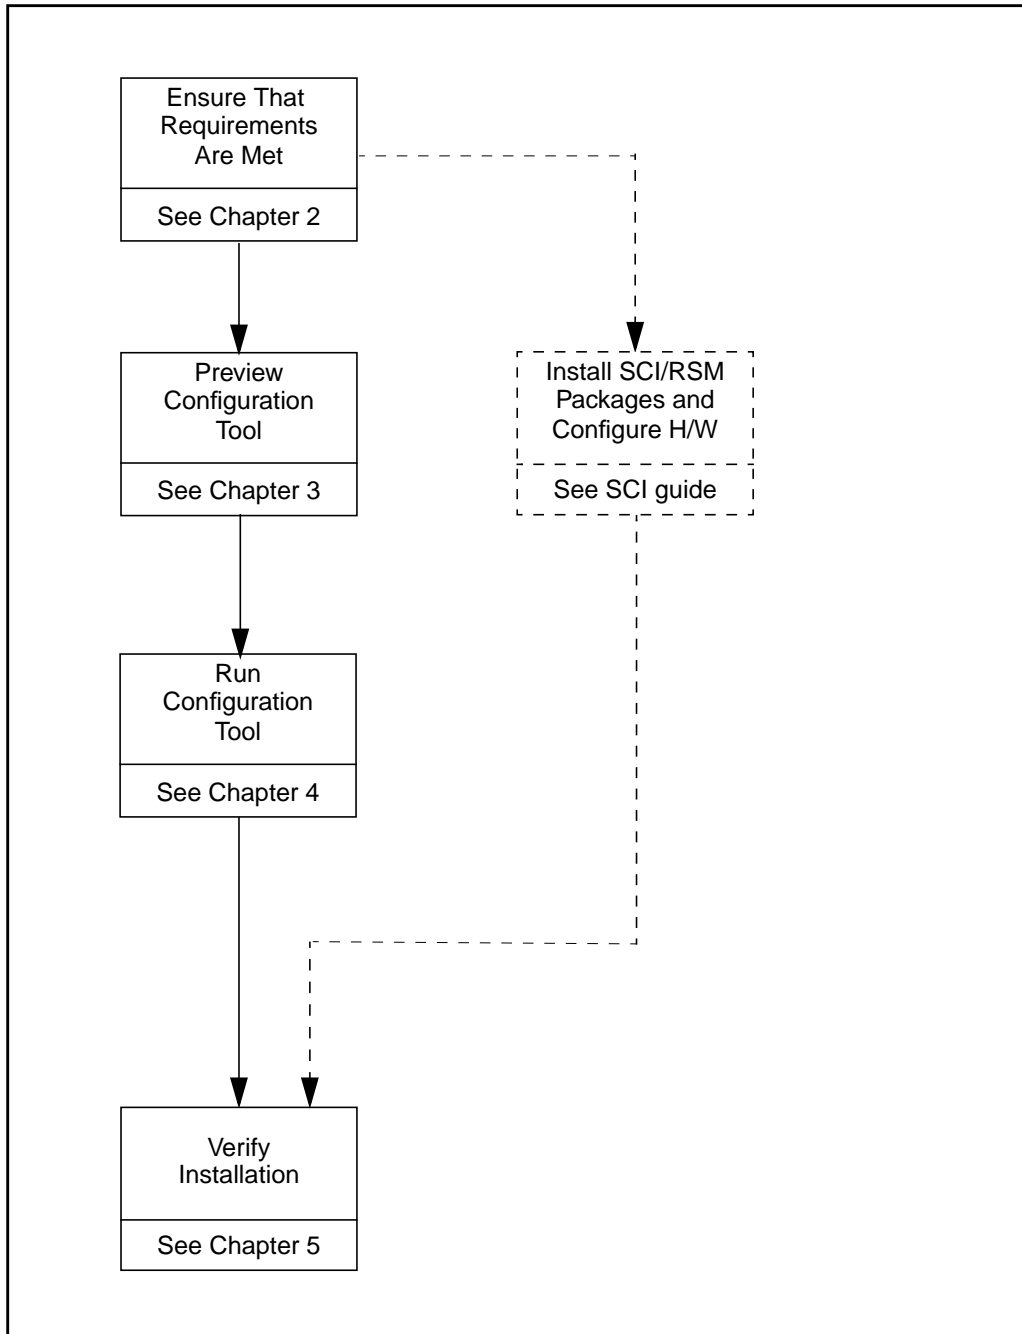 Ensure That
Requirements
Are Met
See Chapter 2
Preview
Configuration
Tool
See Chapter 3
Install SCI/RSM
Packages and
Configure H/W
See SCI guide
Run
Configuration
Tool
See Chapter 4
Verify
Installation
See Chapter 5